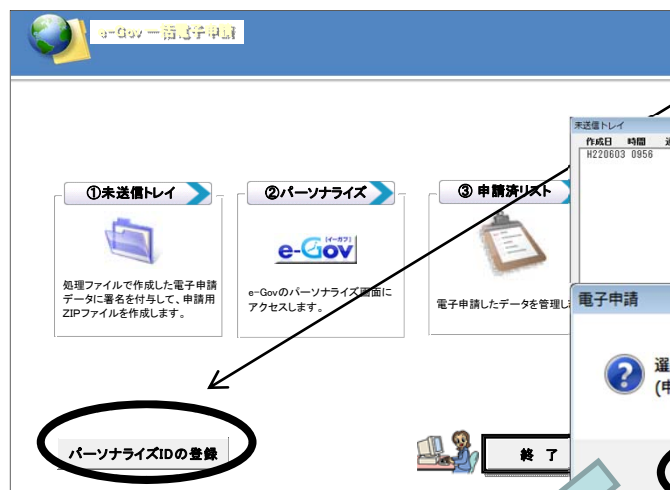 e-Gov 一括電子申請
①未送信トレイ
処理ファイルで作成した電子申請
データに署名を付与して、申請用
ZIPファイルを作成します。
②パーソナライズ
[イーガブ]
e-Gov
e-Govのパーソナライズ画面に
アクセスします。
③ 申請済リスト
電子申請したデータを管理し
未送信トレイ
作成日 時間
H220603 0956
電子申請
選
(申
パーソナライズIDの登録
終 了